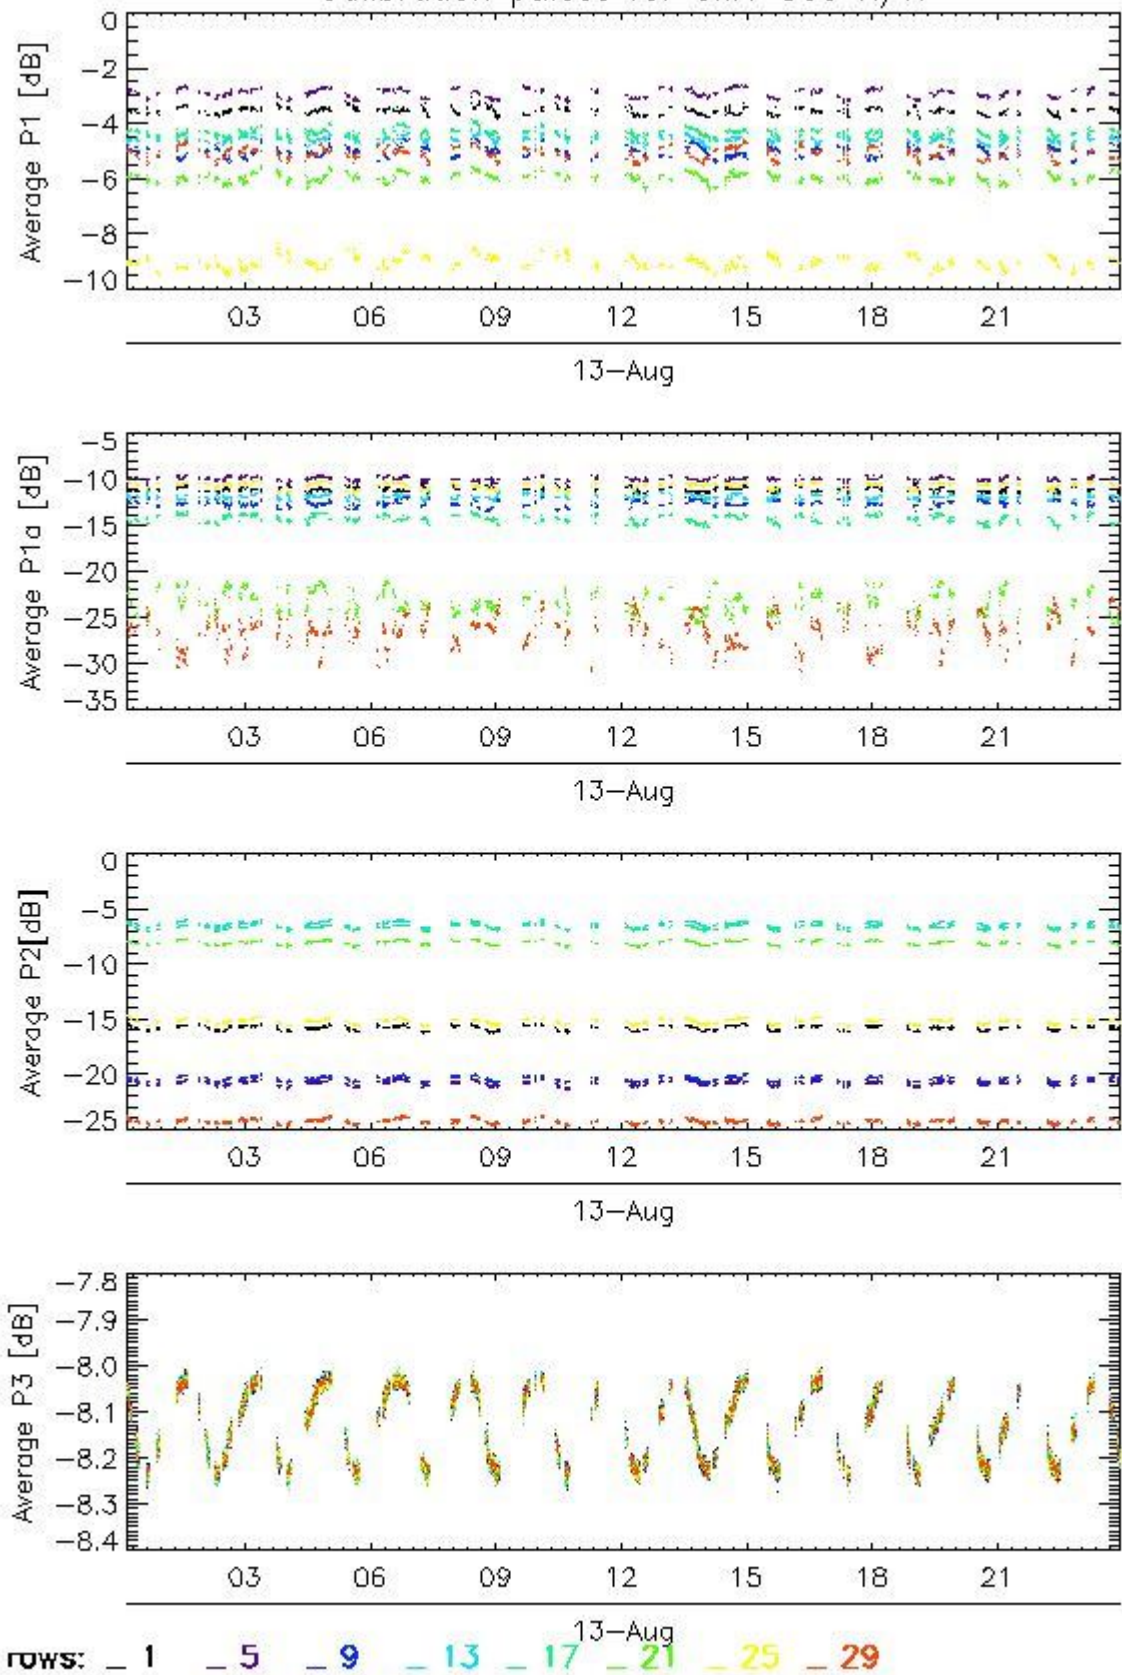 0
−2
−4
−6
−8
−10
Average P1 [dB]
03 06 09 12 15 18 21
13−Aug
−5
−10
−15
−20
−25
−30
−35
Average P1a [dB]
03 06 09 12 15 18 21
13−Aug
0
−5
−10
−15
−20
−25
Average P2[dB]
03 06 09 12 15 18 21
13−Aug
−7.8
−7.9
−8.0
−8.1
−8.2
−8.3
−8.4
Average P3 [dB]
03 06 09 12 15 18 21
13−Aug
rows: _ 1 _ 5 _ 9 _ 13 _ 17 _ 21 _ 25 _ 29